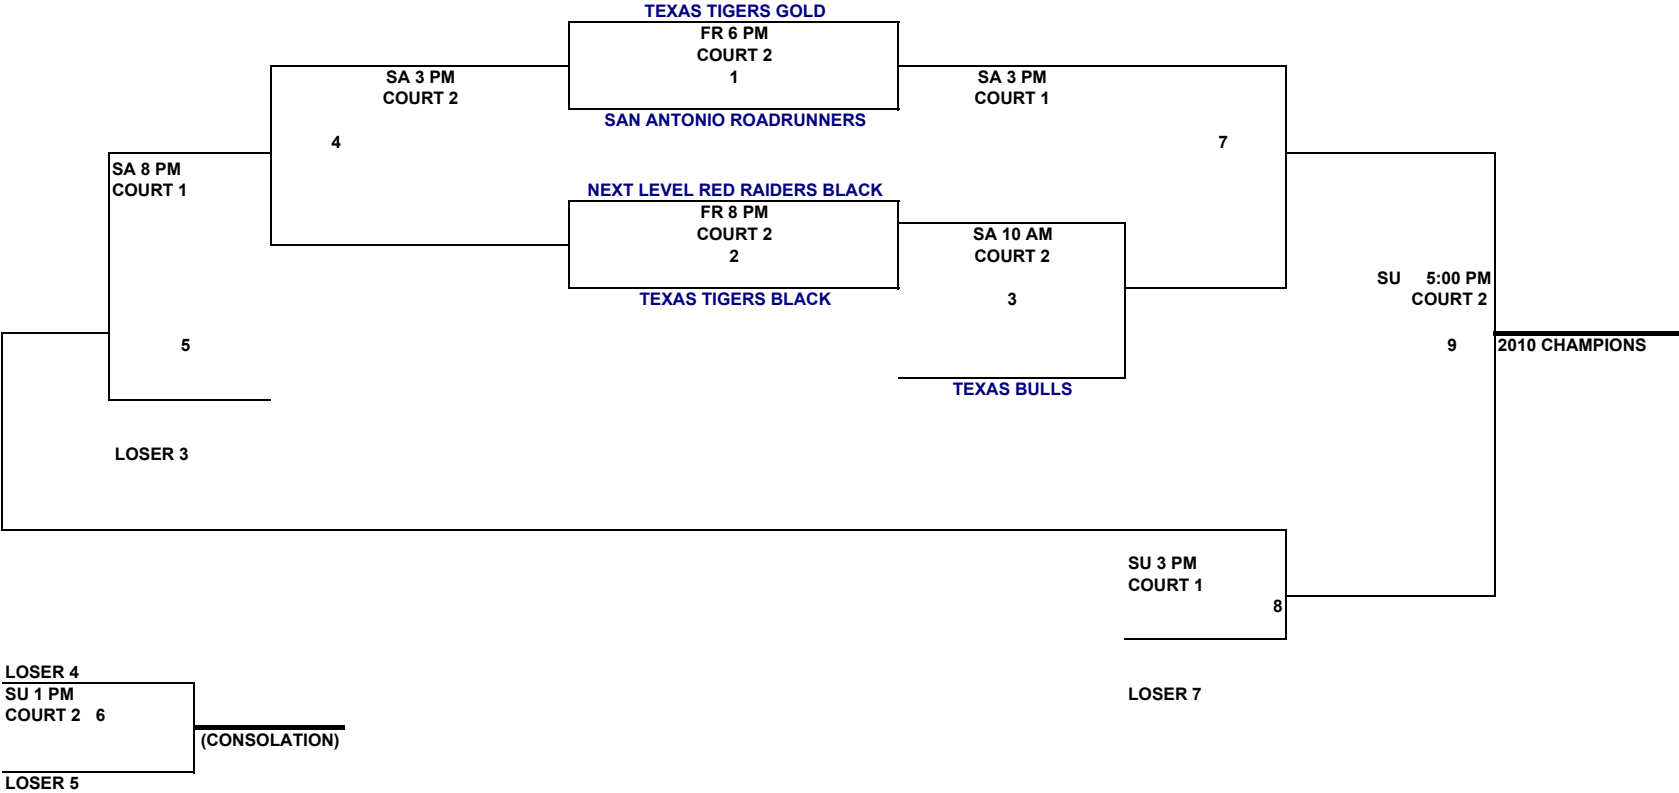 TEXAS TIGERS GOLD
FR 6 PM
COURT 2
1
SAN ANTONIO ROADRUNNERS
SA 3 PM
COURT 2
4
SA 3 PM
COURT 1
7
SA 8 PM
COURT 1
5
LOSER 3
NEXT LEVEL RED RAIDERS BLACK
FR 8 PM
COURT 2
2
TEXAS TIGERS BLACK
SA 10 AM
COURT 2
3
TEXAS BULLS
SU 5:00 PM
COURT 2
9
2010 CHAMPIONS
SU 3 PM
COURT 1
8
LOSER 7
LOSER 4
SU 1 PM
COURT 2 6
(CONSOLATION)
LOSER 5